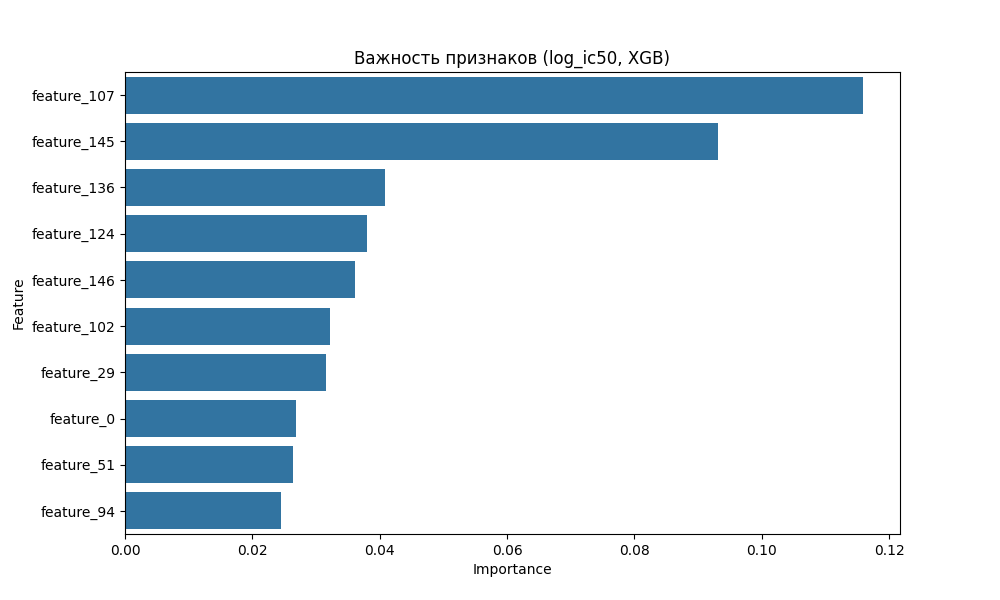 Важность признаков (log_ic50, XGB)
Feature
feature_107
feature_145
feature_136
feature_124
feature_146
feature_102
feature_29
feature_0
feature_51
feature_94
0.00 0.02 0.04 0.06 0.08 0.10 0.12
Importance